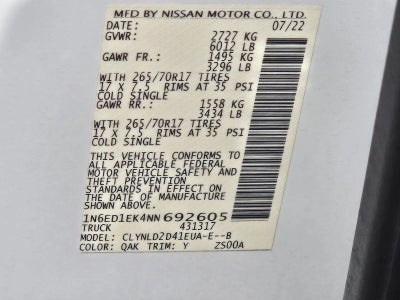 MFD BY NISSAN MOTOR CO., LTD.
DATE: 07/22
GVWR: 2727 KG
6012 LB
GAWR FR.: 1495 KG
3296 LB
WITH 265/70R17 TIRES
17 X 7.5 RIMS AT 35 PSI
COLD SINGLE
GAWR RR.: 1558 KG
3434 LB
WITH 265/70R17 TIRES
17 X 7.5 RIMS AT 35 PSI
COLD SINGLE
THIS VEHICLE CONFORMS TO
ALL APPLICABLE FEDERAL
MOTOR VEHICLE SAFETY AND
THEFT PREVENTION
STANDARDS IN EFFECT ON
THE DATE OF MANUFACTURE
SHOWN ABOVE.
1N6ED1EK4NN692605
TRUCK 431317
MODEL: CLYNLD2D41EUA-E--B
COLOR: QAK TRIM: Y ZS00A